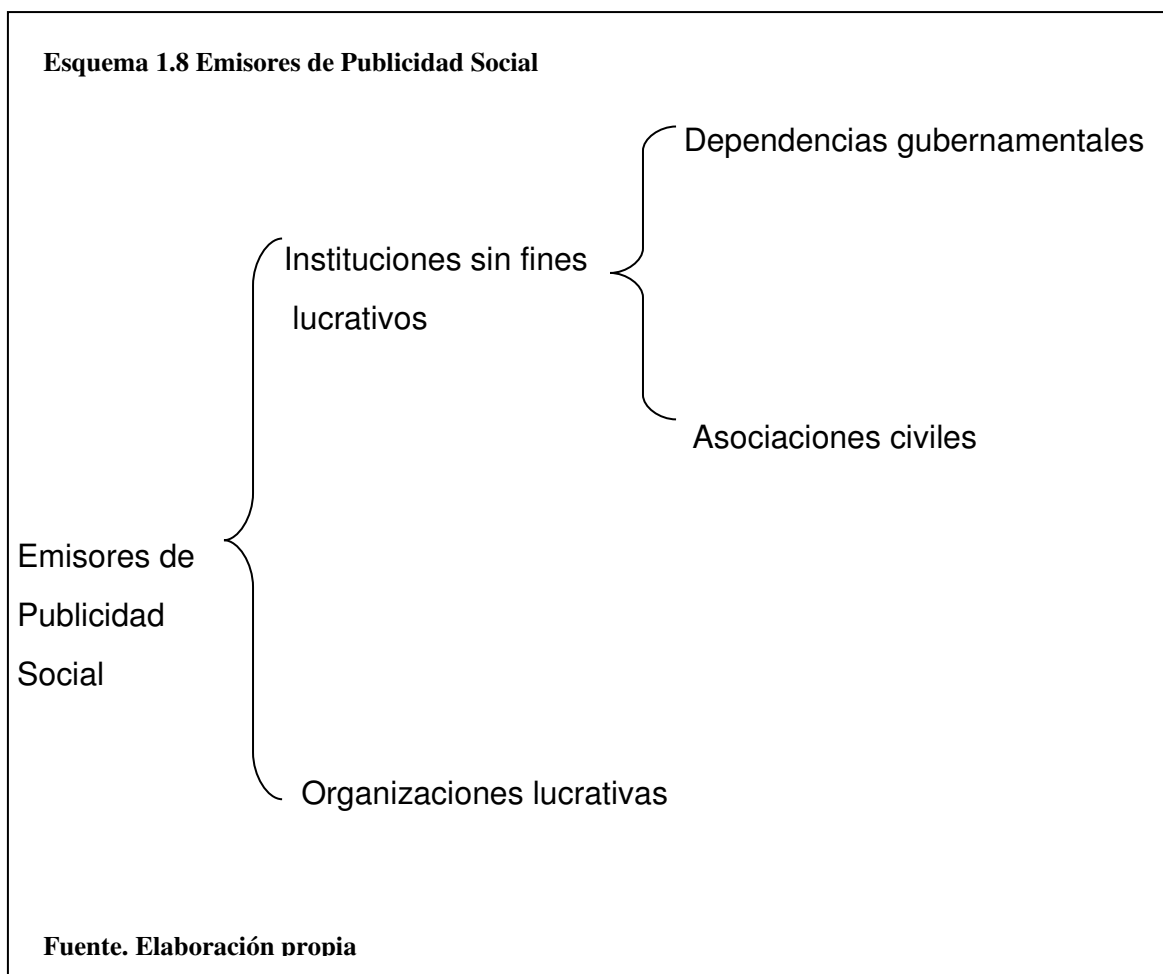 Esquema 1.8 Emisores de Publicidad Social
Dependencias gubernamentales
Instituciones sin fines
lucrativos
Asociaciones civiles
Emisores de
Publicidad
Social
Organizaciones lucrativas
Fuente. Elaboración propia